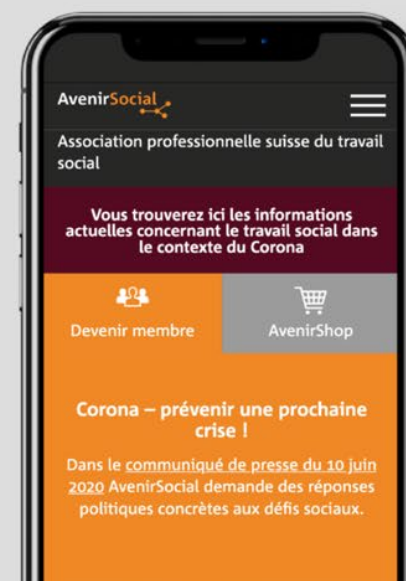 AvenirSocial
Association professionnelle suisse du travail
social
Vous trouverez ici les informations
actuelles concernant le travail social dans
le contexte du Corona
Devenir membre
AvenirShop
Corona – prévenir une prochaine
crise !
Dans le communiqué de presse du 10 juin
2020 AvenirSocial demande des réponses
politiques concrètes aux défis sociaux.